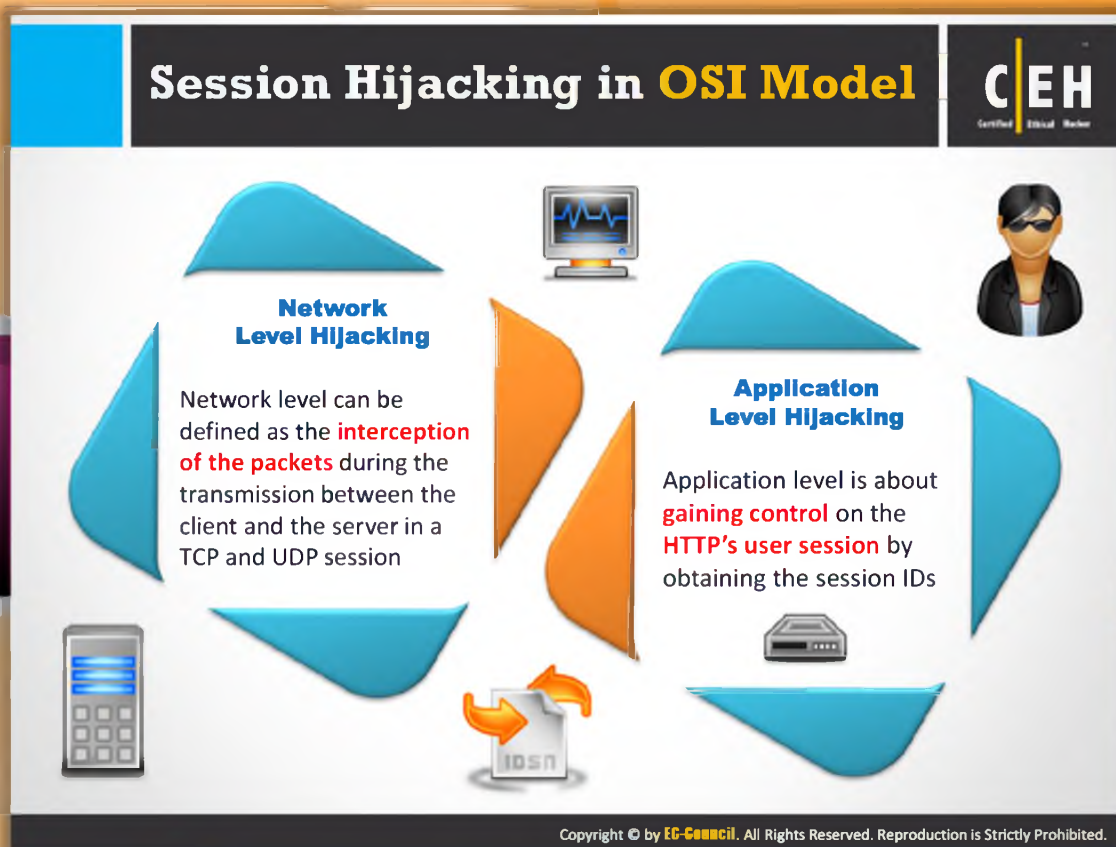 Session Hijacking in OSI Model
C EH
Certified Ethical Hacker
Network
Level Hijacking
Network level can be
defined as the interception
of the packets during the
transmission between the
client and the server in a
TCP and UDP session
Application
Level Hijacking
Application level is about
gaining control on the
HTTP's user session by
obtaining the session IDs
IDSN
Copyright © by EC-Council. All Rights Reserved. Reproduction is Strictly Prohibited.